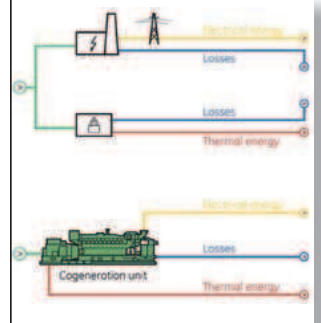 Electrical energy
Losses
Losses
Thermal energy
Electrical energy
Losses
Cogeneration unit
Thermal energy